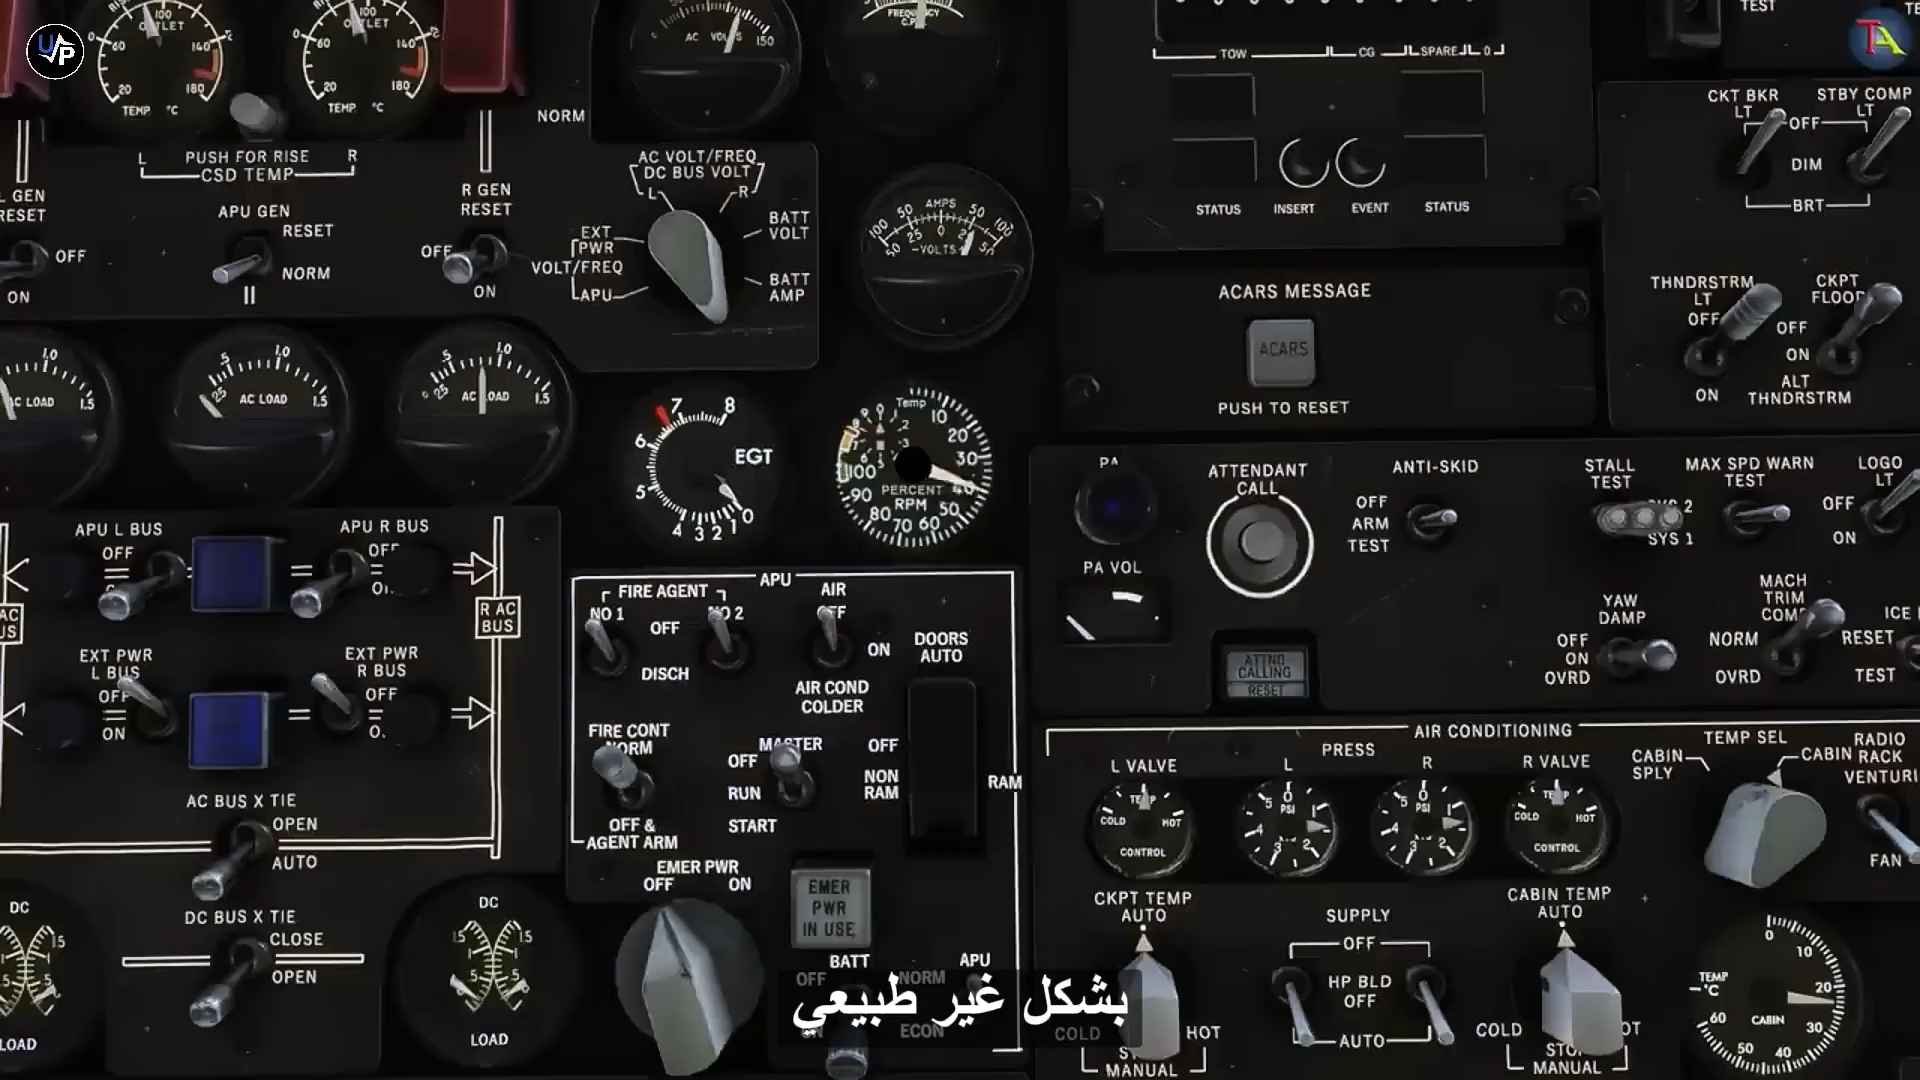 UP
TA
OUTLET
TEMP °C
OUTLET
TEMP °C
NORM
L PUSH FOR RISE R
CSD TEMP
GEN
RESET
OFF
ON
APU GEN
RESET
NORM
R GEN
RESET
OFF
ON
AC VOLTS
150
FREQUENCY
AC VOLT/FREQ
DC BUS VOLT
L R
EXT
PWR
VOLT/FREQ
APU
BATT
VOLT
BATT
AMP
AMPS
VOLTS
TOW CG SPARE 0
STATUS INSERT EVENT STATUS
ACARS MESSAGE
ACARS
PUSH TO RESET
TEST
CKT BKR
LT
STBY COMP
LT
OFF
DIM
BRT
THNDRSTRM
LT
OFF
ON
CKPT
FLOOD
OFF
ON
ALT
THNDRSTRM
AC LOAD
AC LOAD
AC LOAD
EGT
Temp
PERCENT
RPM
PA
PA VOL
ATTENDANT
CALL
ATTND
CALLING
RESET
ANTI-SKID
OFF
ARM
TEST
STALL
TEST
SYS 1
MAX SPD WARN
TEST
LOGO
LT
OFF
ON
YAW
DAMP
OFF
ON
OVRD
MACH
TRIM
COMP
NORM
OVRD
ICE
RESET
TEST
APU L BUS
OFF
APU R BUS
OFF
R AC
BUS
EXT PWR
L BUS
OFF
ON
EXT PWR
R BUS
OFF
AC BUS X TIE
OPEN
AUTO
DC BUS X TIE
CLOSE
OPEN
DC
LOAD
DC
LOAD
APU
FIRE AGENT
NO 1 NO 2
OFF
DISCH
AIR
OFF
ON
AIR COND
COLDER
DOORS
AUTO
FIRE CONT
NORM
OFF &
AGENT ARM
MASTER
OFF
RUN
START
OFF
NON
RAM
RAM
EMER PWR
OFF ON
EMER
PWR
IN USE
BATT
OFF
APU
NORM
ECON
AIR CONDITIONING
PRESS
L VALVE L R R VALVE
COLD HOT
CONTROL
PSI
PSI
COLD HOT
CONTROL
TEMP SEL
CABIN
SPLY
CABIN
RADIO
RACK
VENTURI
FAN
CKPT TEMP
AUTO
COLD HOT
MANUAL
SUPPLY
OFF
HP BLD
OFF
AUTO
CABIN TEMP
AUTO
COLD
MANUAL
TEMP
°C
CABIN
بشكل غير طبيعي